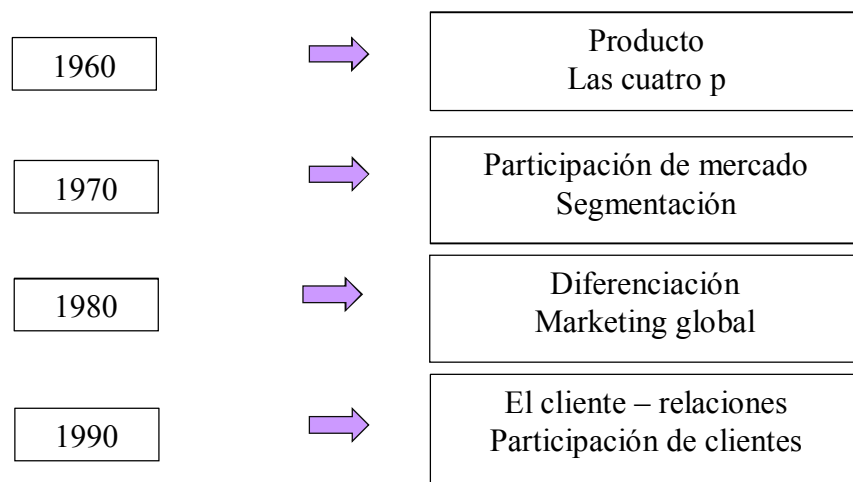 1960
Producto
Las cuatro p
1970
Participación de mercado
Segmentación
1980
Diferenciación
Marketing global
1990
El cliente – relaciones
Participación de clientes